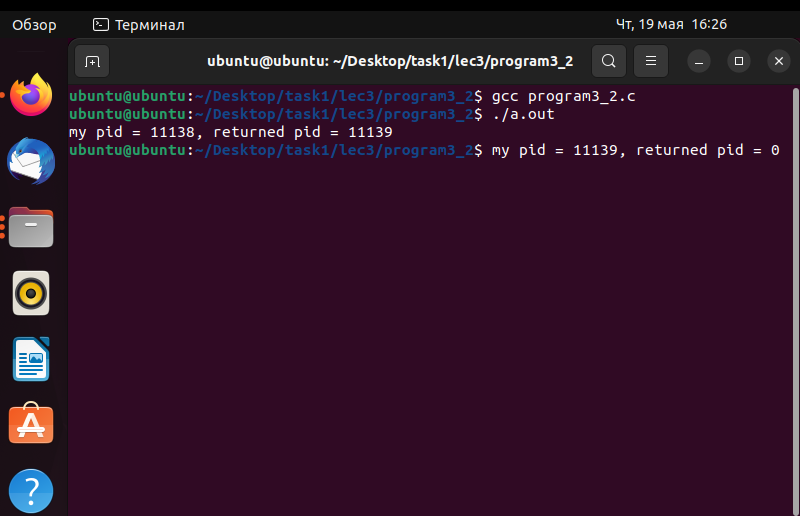 Обзор
Терминал
Чт, 19 мая 16:26
ubuntu@ubuntu: ~/Desktop/task1/lec3/program3_2
ubuntu@ubuntu:~/Desktop/task1/lec3/program3_2$ gcc program3_2.c
ubuntu@ubuntu:~/Desktop/task1/lec3/program3_2$ ./a.out
my pid = 11138, returned pid = 11139
ubuntu@ubuntu:~/Desktop/task1/lec3/program3_2$ my pid = 11139, returned pid = 0